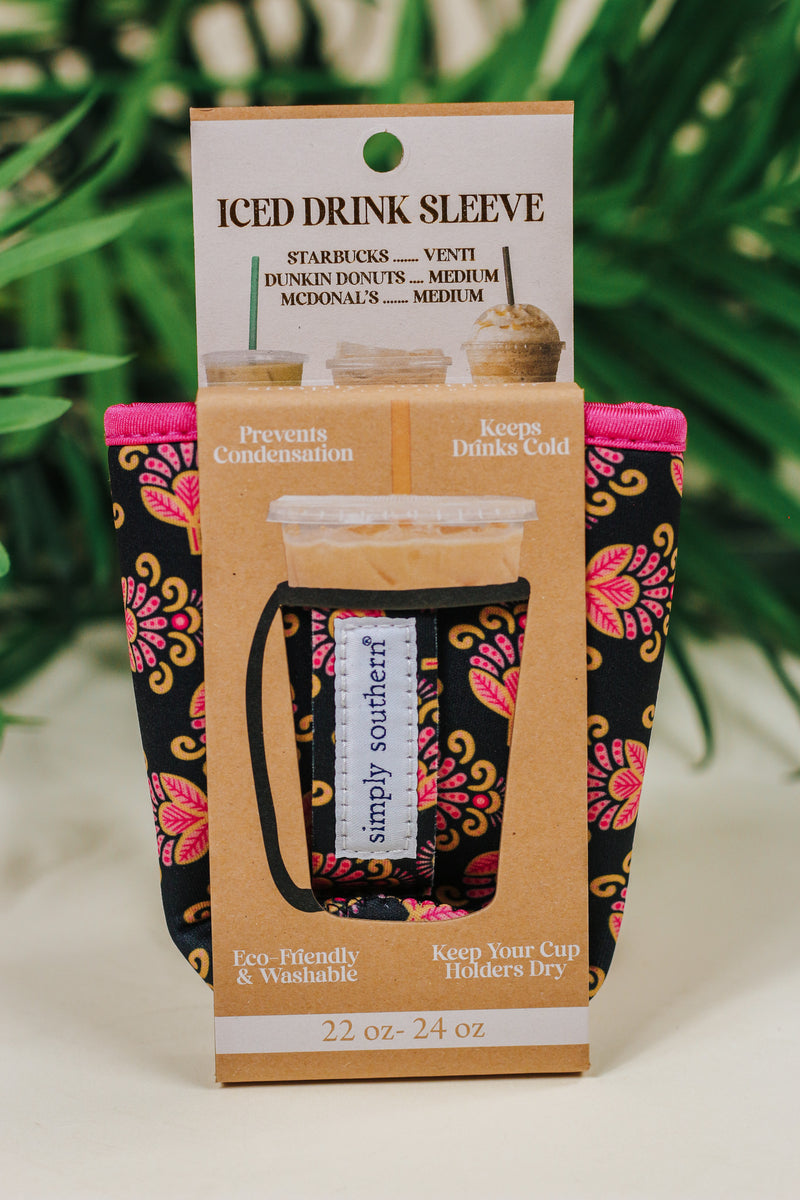 ICED DRINK SLEEVE
STARBUCKS ....... VENTI
DUNKIN DONUTS .... MEDIUM
MCDONAL'S ....... MEDIUM
Prevents
Condensation
Keeps
Drinks Cold
simply southern®
Eco-Friendly
& Washable
Keep Your Cup
Holders Dry
22 oz- 24 oz